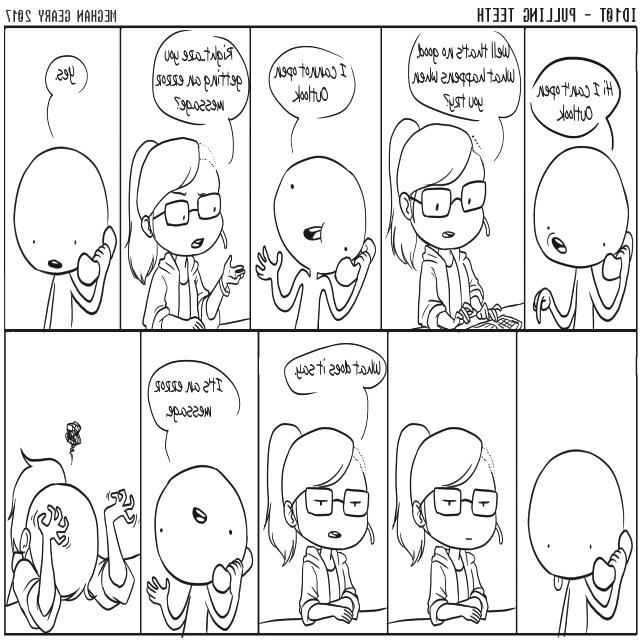 ID10T - PULLING TEETH
MEGHAN GEARY 2017
Hi I can't open
Outlook
Well that's no good.
What happens when
you try?
I cannot open
Outlook
Right..are you
getting an error
message?
Yes
What does it say
It's an error
message